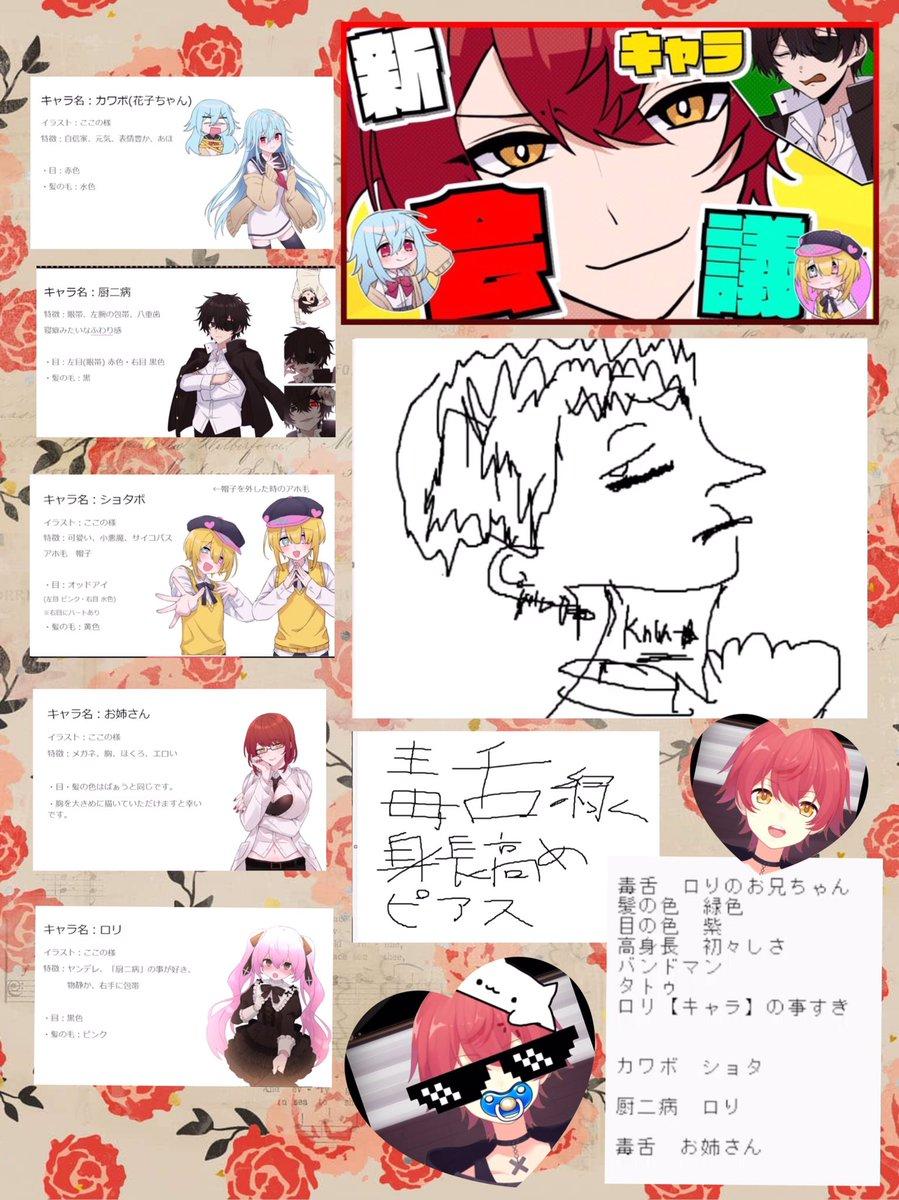 キャラ名：カワボ(花子ちゃん)
イラスト：ここの様
特徴：自信家、元気、表情豊か、あほ
・目：赤色
・髪の毛：水色
キャラ名：厨二病
特徴：眼帯、左腕の包帯、八重歯
寝癖みたいなふわり感
・目：左目(眼帯) 赤色・右目 黒色
・髪の毛：黒
←帽子を外した時のアホ毛
キャラ名：ショタボ
イラスト：ここの様
特徴：可愛い、小悪魔、サイコパス
アホ毛　帽子
・目：オッドアイ
(左目 ピンク・右目 水色)
※右目にハートあり
・髪の毛：黄色
キャラ名：お姉さん
イラスト：ここの様
特徴：メガネ、胸、ほくろ、エロい
・目・髪の色はばぁうと同じです。
・胸を大きめに描いていただけますと幸い
です。
キャラ名：ロリ
イラスト：ここの様
特徴：ヤンデレ、「厨二病」の事が好き、
物静か、右手に包帯
・目：黒色
・髪の毛：ピンク
新
キャラ
会
議
毒舌 緑
身長高め
ピアス
毒舌　ロリのお兄ちゃん
髪の色　緑色
目の色　紫
高身長　初々しさ
バンドマン
タトゥ
ロリ【キャラ】の事すき
カワボ　ショタ
厨二病　ロリ
毒舌　お姉さん